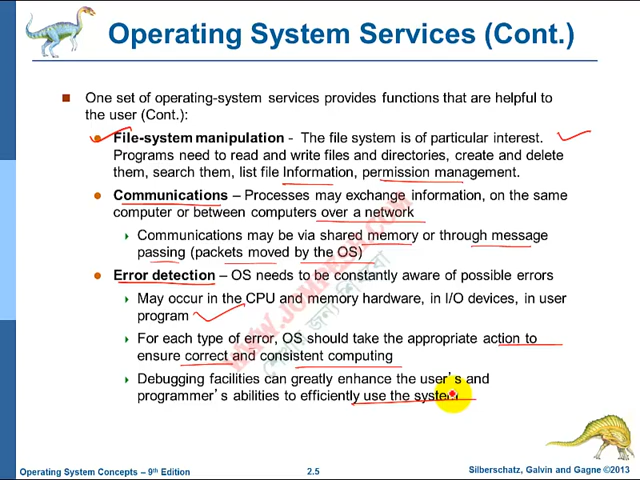 Operating System Services (Cont.)
One set of operating-system services provides functions that are helpful to
the user (Cont.):
File-system manipulation - The file system is of particular interest.
Programs need to read and write files and directories, create and delete
them, search them, list file Information, permission management.
Communications – Processes may exchange information, on the same
computer or between computers over a network
Communications may be via shared memory or through message
passing (packets moved by the OS)
Error detection – OS needs to be constantly aware of possible errors
May occur in the CPU and memory hardware, in I/O devices, in user
program
For each type of error, OS should take the appropriate action to
ensure correct and consistent computing
Debugging facilities can greatly enhance the user's and
programmer's abilities to efficiently use the system
Operating System Concepts – 9th Edition
2.5
Silberschatz, Galvin and Gagne ©2013